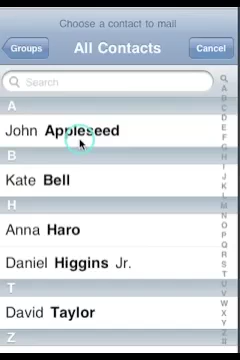 Choose a contact to mail
Groups
All Contacts
Cancel
Search
A
John Appleseed
B
Kate Bell
H
Anna Haro
Daniel Higgins Jr.
T
David Taylor
Z
A
B
C
D
E
F
G
H
I
J
K
L
M
N
O
P
Q
R
S
T
U
V
W
X
Y
Z
#